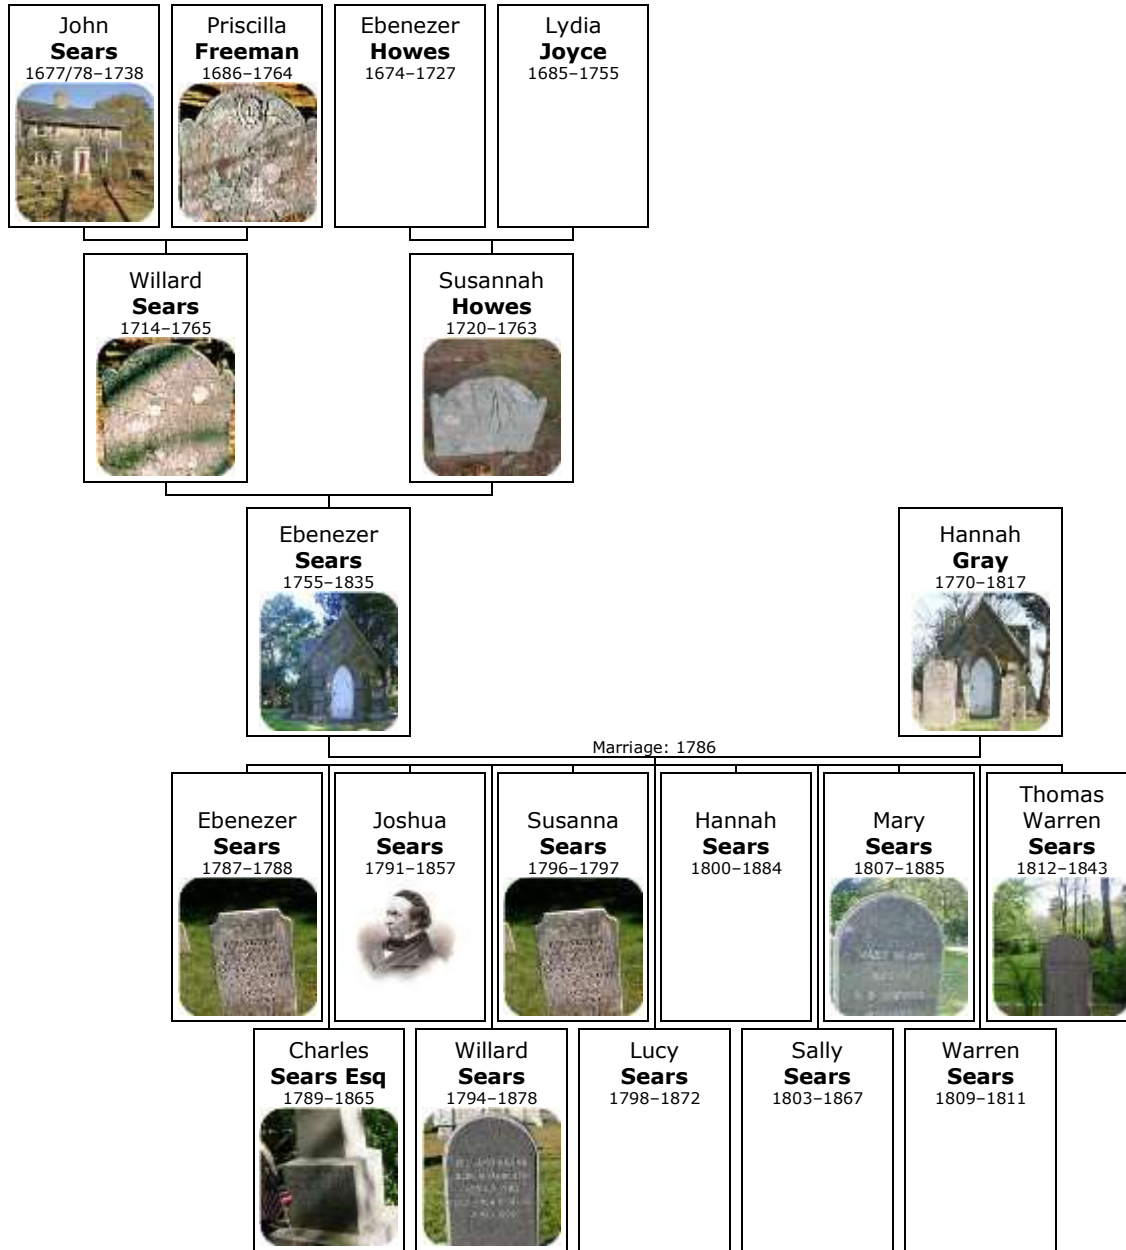 John
Sears
1677/78–1738
Priscilla
Freeman
1686–1764
Ebenezer
Howes
1674–1727
Lydia
Joyce
1685–1755
Willard
Sears
1714–1765
Susannah
Howes
1720–1763
Ebenezer
Sears
1755–1835
Hannah
Gray
1770–1817
Marriage: 1786
Ebenezer
Sears
1787–1788
Joshua
Sears
1791–1857
Susanna
Sears
1796–1797
Hannah
Sears
1800–1884
Mary
Sears
1807–1885
Thomas
Warren
Sears
1812–1843
Charles
Sears Esq
1789–1865
Willard
Sears
1794–1878
Lucy
Sears
1798–1872
Sally
Sears
1803–1867
Warren
Sears
1809–1811